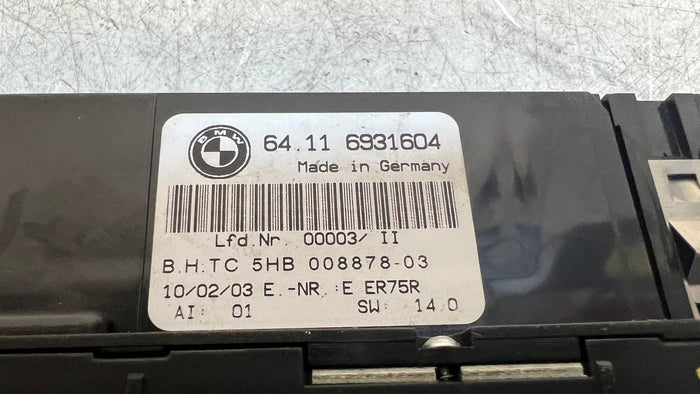 BMW
64.11 6931604
Made in Germany
Lfd.Nr. 00003/ II
B.H.TC 5HB 008878-03
10/02/03 E.-NR.:E ER75R
AI: 01 SW: 14.0